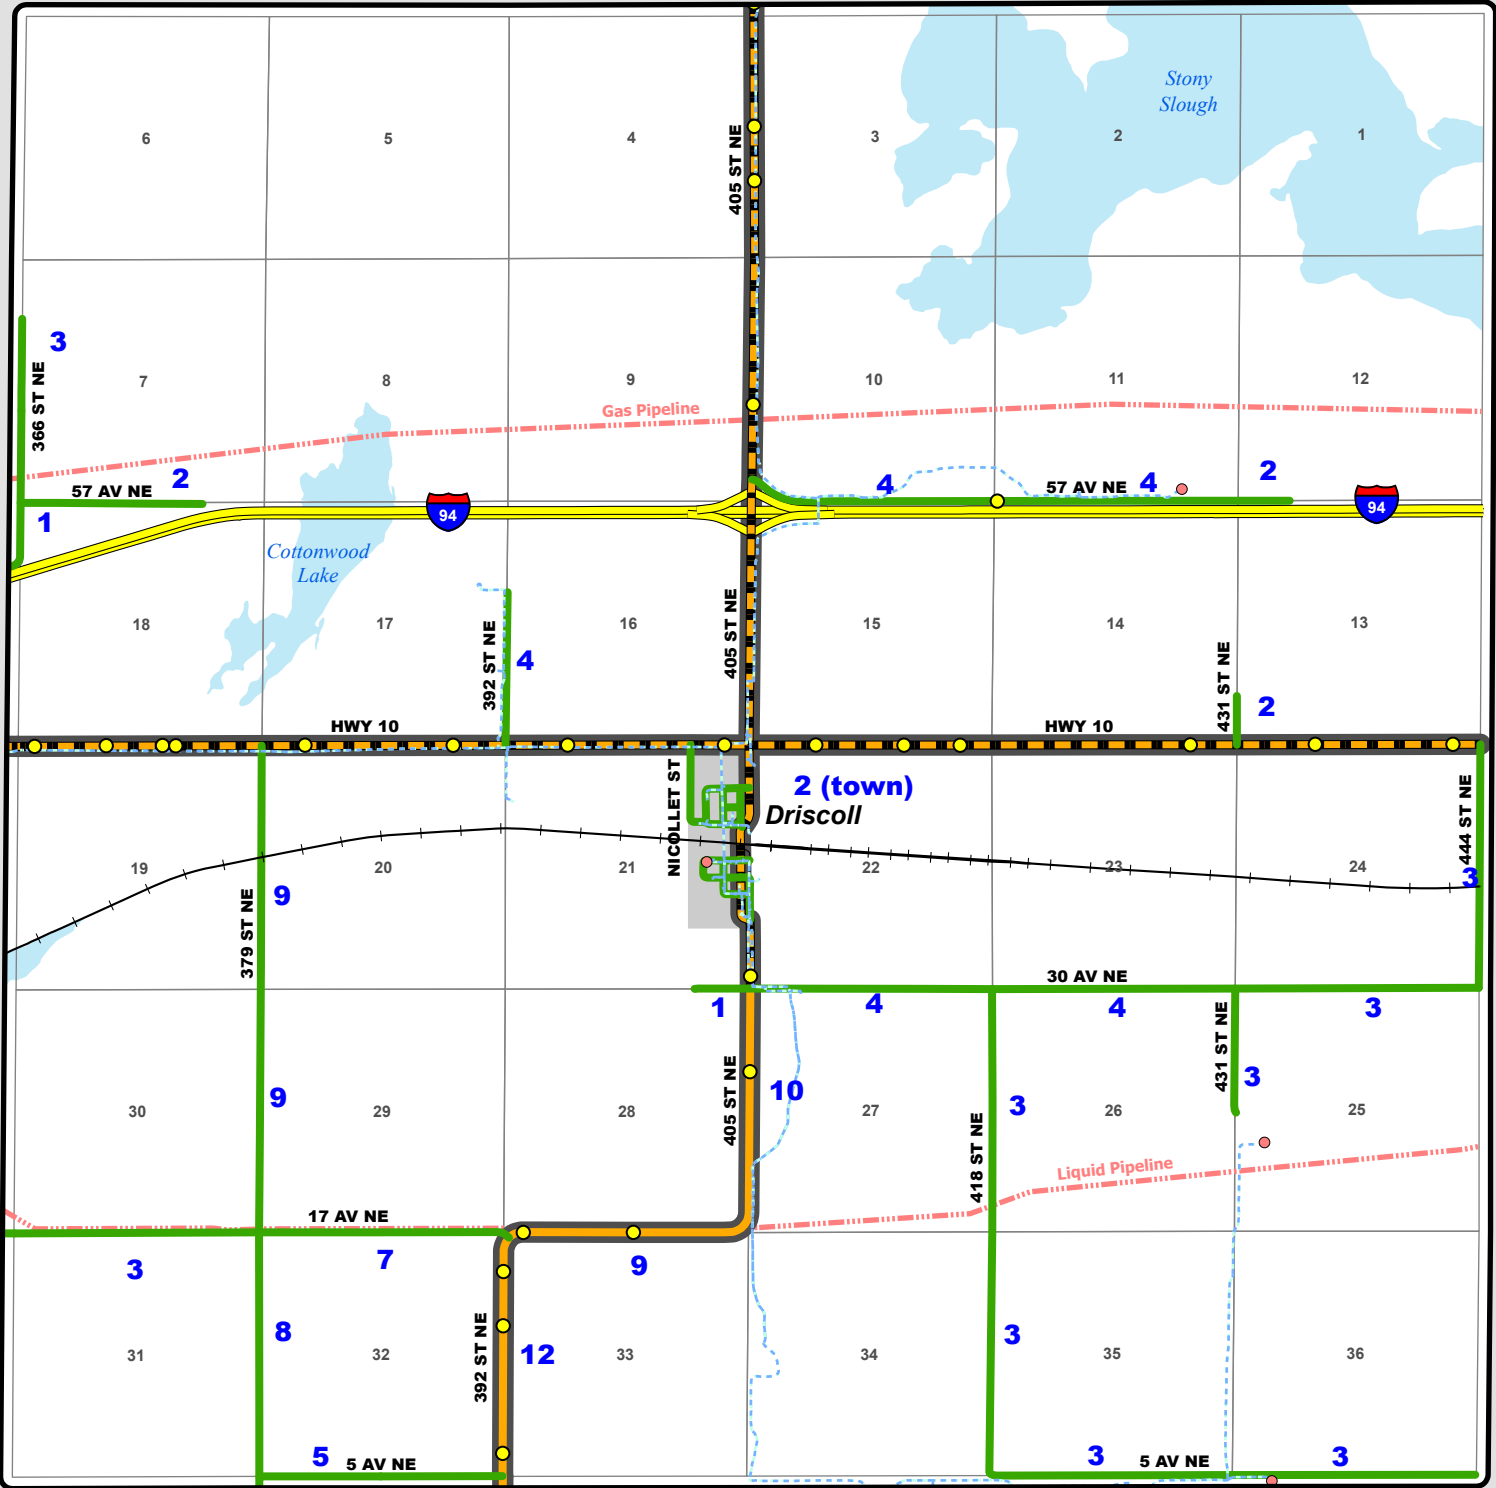 Stony
Slough
6
5
4
405 ST NE
3
2
1
3
366 ST NE
7
8
9
10
11
12
Gas Pipeline
57 AV NE
2
1
94
4
57 AV NE
4
2
94
Cottonwood
Lake
18
17
392 ST NE
4
16
405 ST NE
15
14
431 ST NE
2
13
HWY 10
HWY 10
NICOLLET ST
2 (town)
Driscoll
444 ST NE
3
19
20
21
22
23
24
379 ST NE
9
30 AV NE
1
4
4
3
9
405 ST NE
10
431 ST NE
3
30
29
28
27
418 ST NE
3
26
25
Liquid Pipeline
17 AV NE
3
7
9
8
392 ST NE
12
3
31
32
33
34
35
36
5
5 AV NE
3
5 AV NE
3